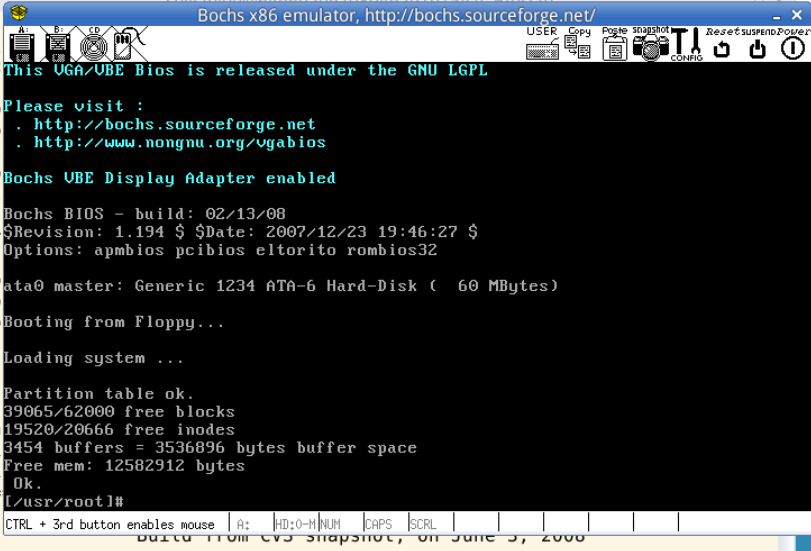 Bochs x86 emulator, http://bochs.sourceforge.net/
A: B: CD USER Copy Paste snapshot CONFIG Reset SUSPEND Power
This VGA/VBE Bios is released under the GNU LGPL
Please visit :
. http://bochs.sourceforge.net
. http://www.nongnu.org/vgabios
Bochs VBE Display Adapter enabled
Bochs BIOS - build: 02/13/08
$Revision: 1.194 $ $Date: 2007/12/23 19:46:27 $
Options: apmbios pcibios eltorito rombios32
ata0 master: Generic 1234 ATA-6 Hard-Disk (  60 MBytes)
Booting from Floppy...
Loading system ...
Partition table ok.
39065/62000 free blocks
19520/20666 free inodes
3454 buffers = 3536896 bytes buffer space
Free mem: 12582912 bytes
Ok.
[/usr/root]#
CTRL + 3rd button enables mouse A: HD:0-M NUM CAPS SCRL
Build from CVS snapshot, on June 3, 2008